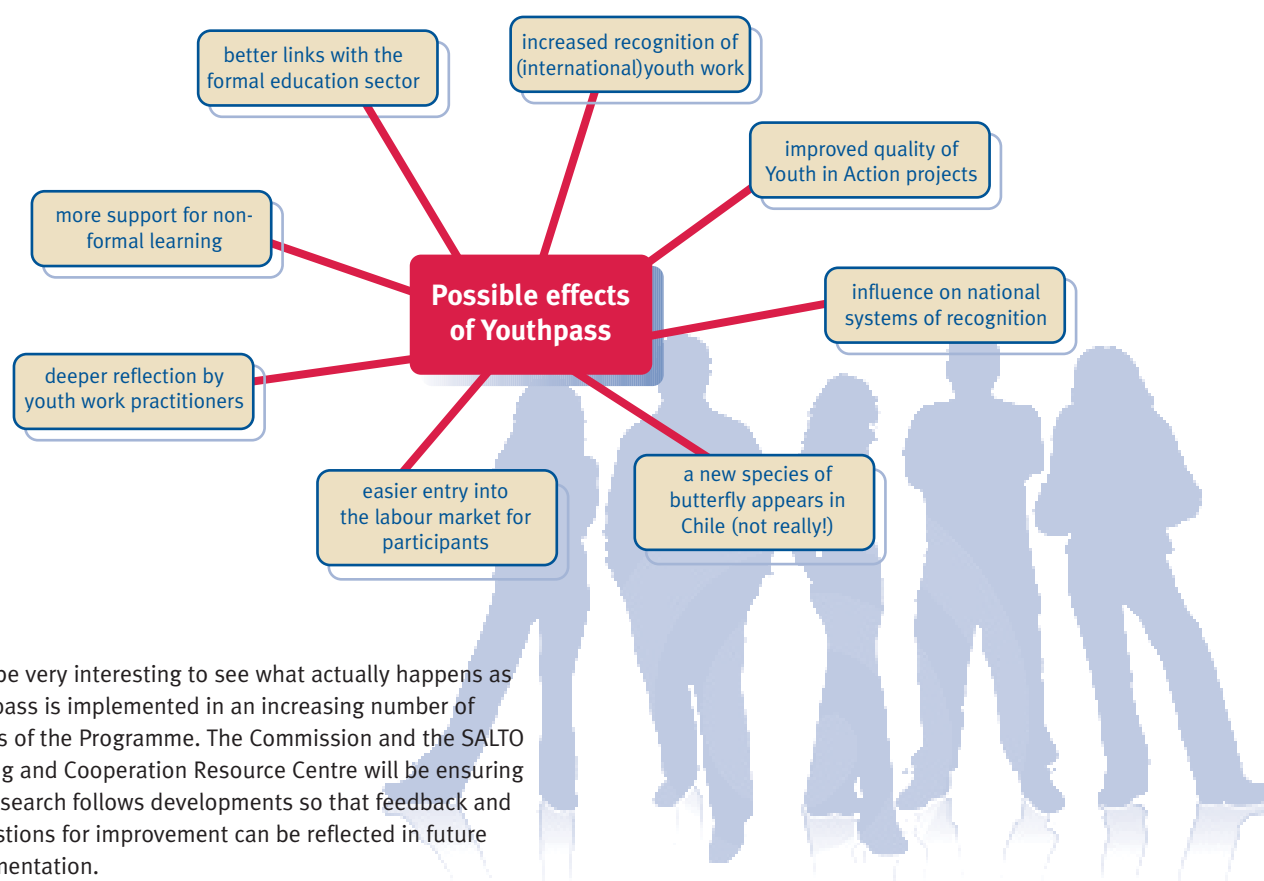 better links with the
formal education sector
increased recognition of
(international)youth work
improved quality of
Youth in Action projects
more support for non-
formal learning
Possible effects
of Youthpass
influence on national
systems of recognition
deeper reflection by
youth work practitioners
easier entry into
the labour market for
participants
a new species of
butterfly appears in
Chile (not really!)
be very interesting to see what actually happens as
pass is implemented in an increasing number of
s of the Programme. The Commission and the SALTO
g and Cooperation Resource Centre will be ensuring
search follows developments so that feedback and
stions for improvement can be reflected in future
mentation.